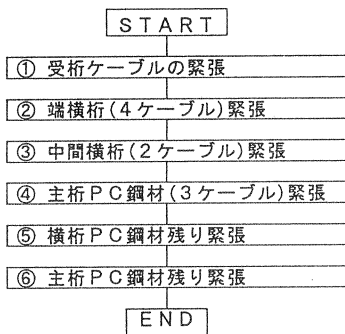 START
① 受桁ケーブルの緊張
② 端横桁(4ケーブル)緊張
③ 中間横桁(2ケーブル)緊張
④ 主桁PC鋼材(3ケーブル)緊張
⑤ 横桁PC鋼材残り緊張
⑥ 主桁PC鋼材残り緊張
END